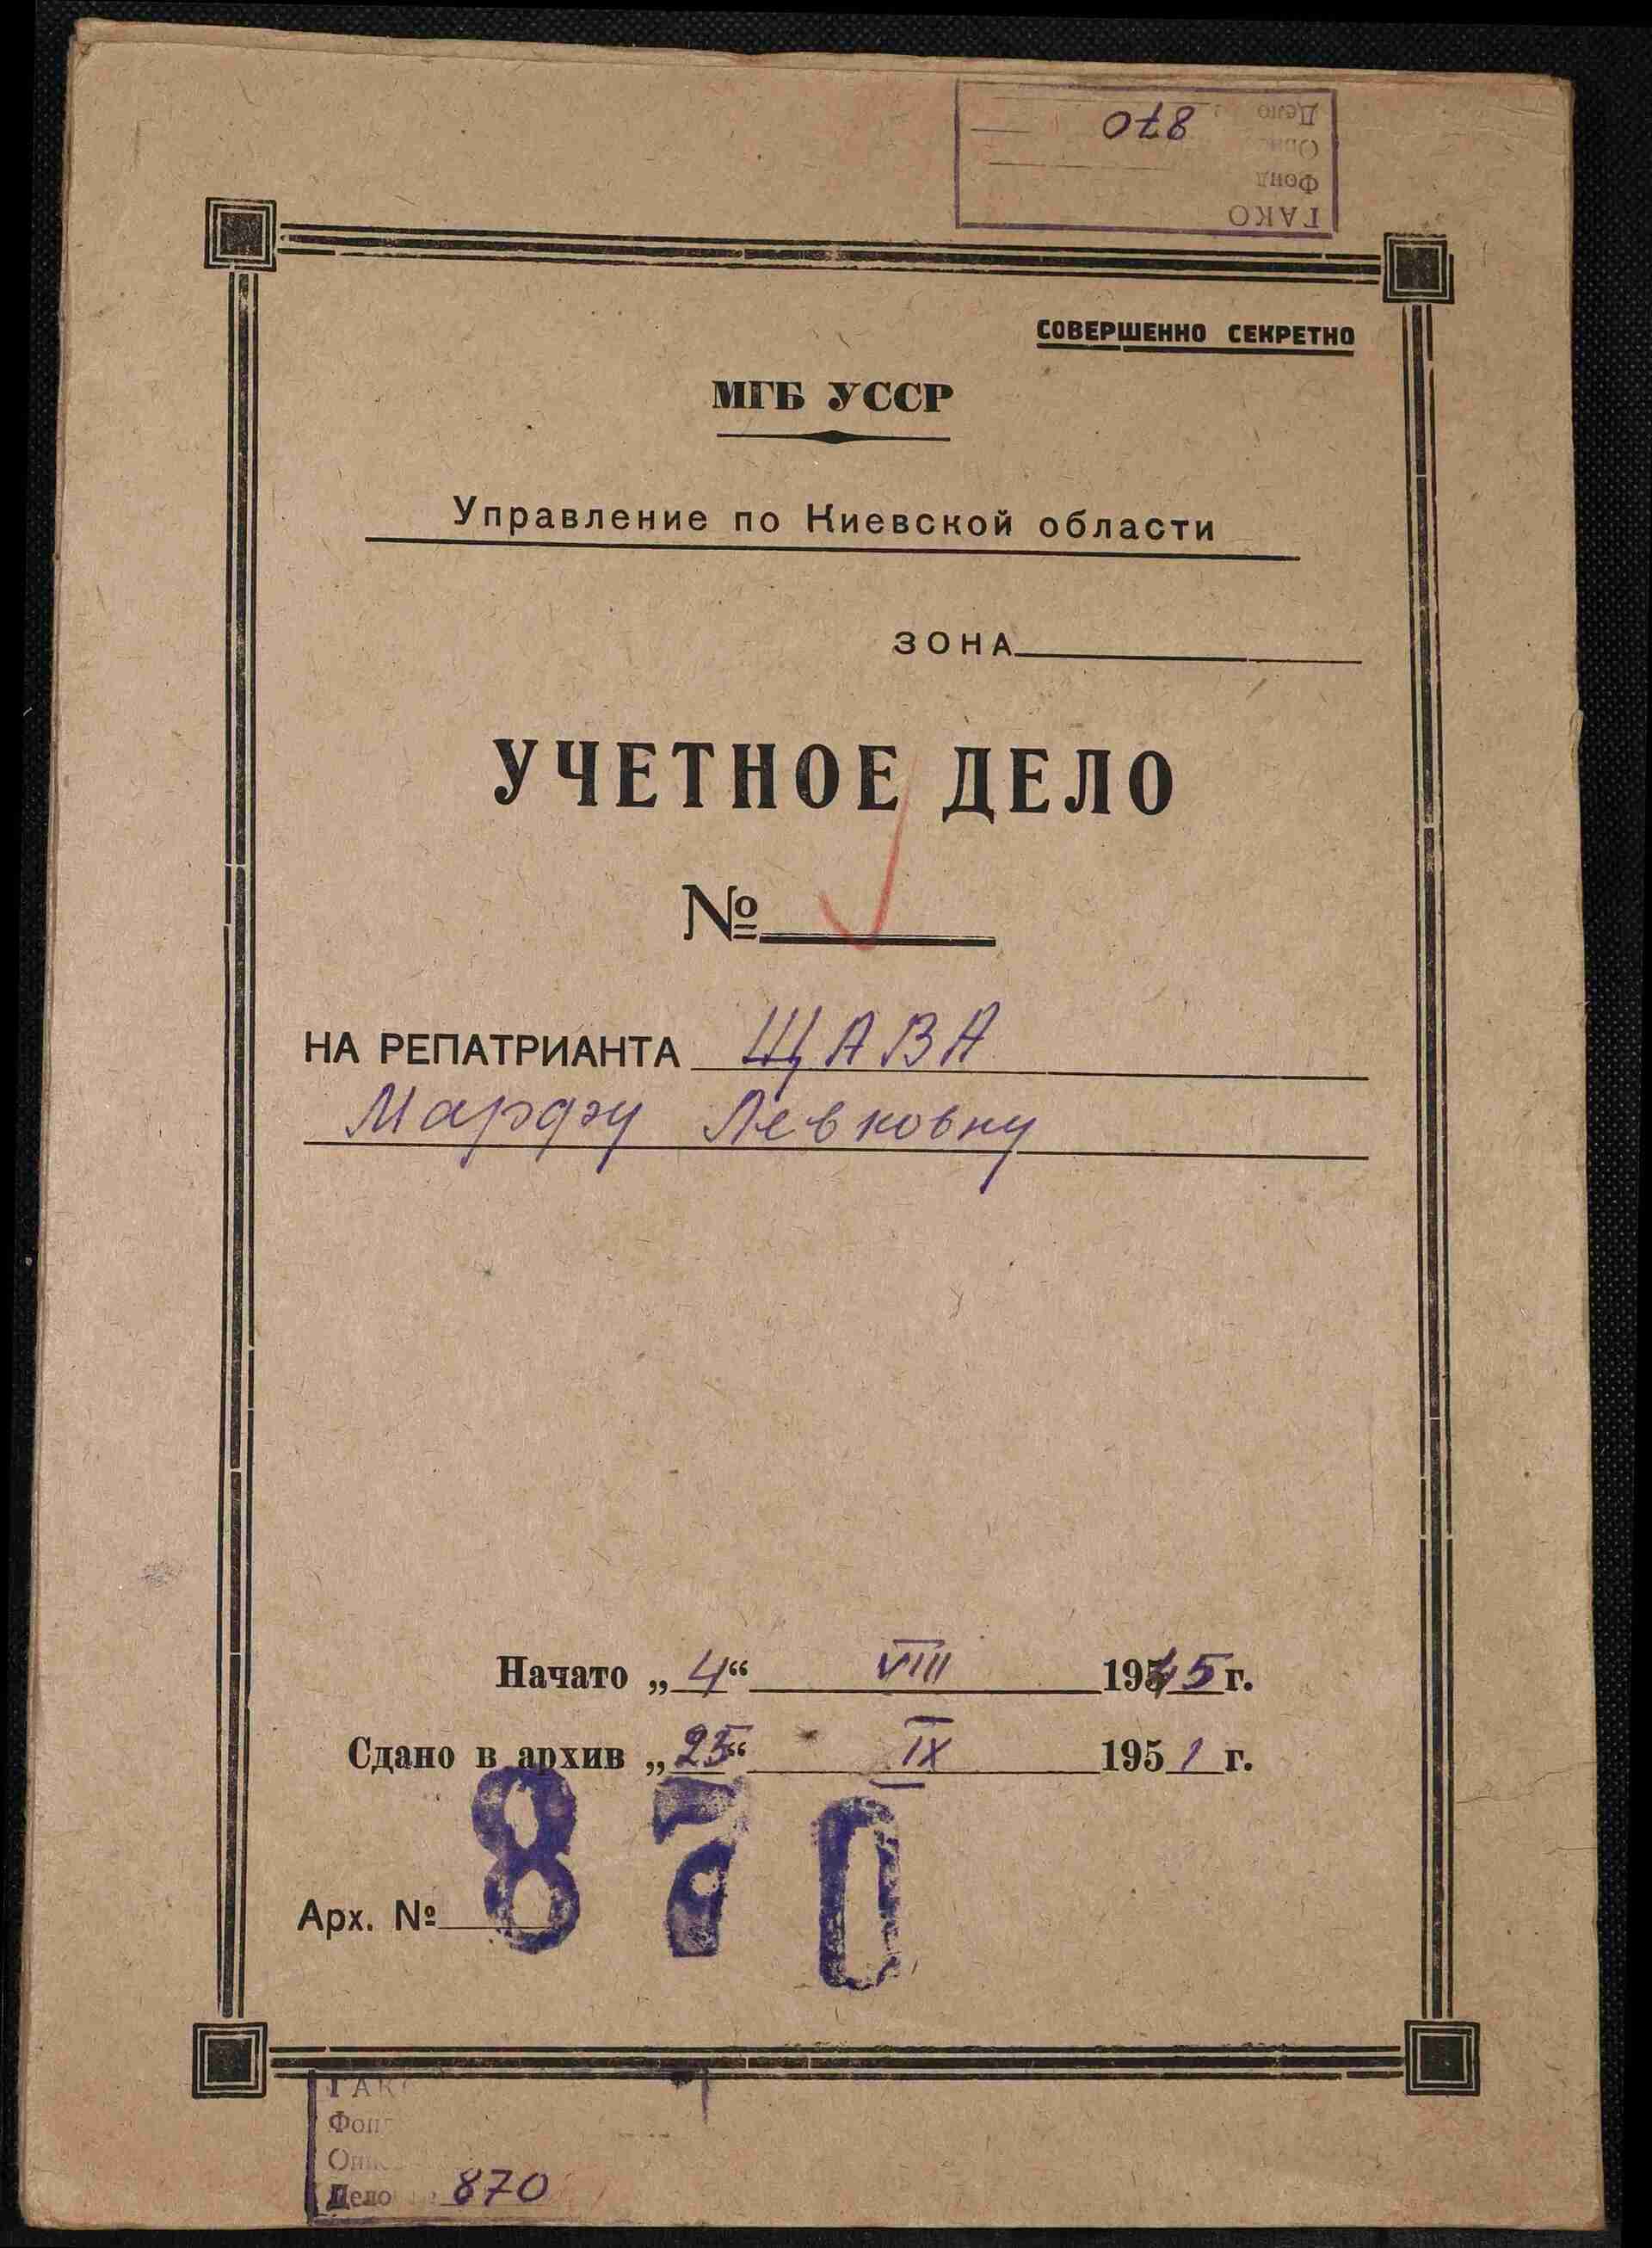 870 Дело
Опись
Фонд
ГАКО
СОВЕРШЕННО СЕКРЕТНО
МГБ УССР
Управление по Киевской области
ЗОНА
УЧЕТНОЕ ДЕЛО
№
НА РЕПАТРИАНТА ЩАВА
Марфу Левковну
Начато „4“ VIII 1945 г.
Сдано в архив „25“ IX 1951 г.
Арх. № 870
ГАКО
Фонд
Опись
Дело № 870